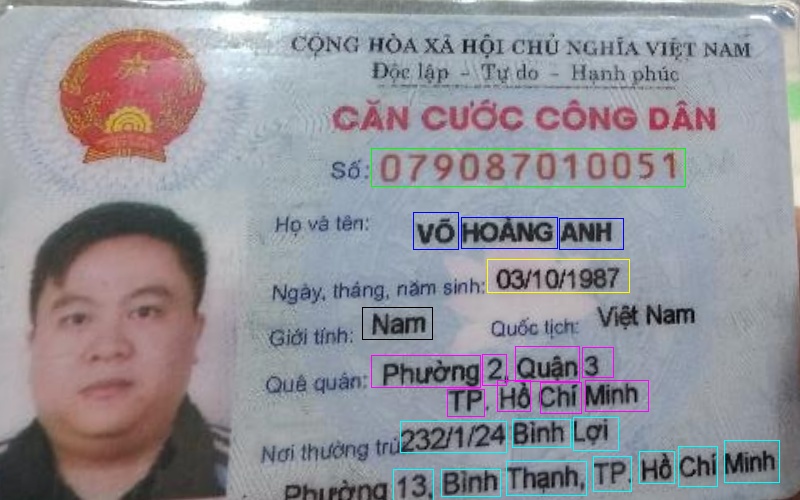 CỘNG HÒA XÃ HỘI CHỦ NGHĨA VIỆT NAM
Độc lập - Tự do - Hạnh phúc
CĂN CƯỚC CÔNG DÂN
Số: 079087010051
Họ và tên: VÕ HOÀNG ANH
Ngày, tháng, năm sinh: 03/10/1987
Giới tính: Nam Quốc tịch: Việt Nam
Quê quán: Phường 2, Quận 3
TP. Hồ Chí Minh
Nơi thường trú: 232/1/24 Bình Lợi
Phường 13, Bình Thạnh, TP. Hồ Chí Minh